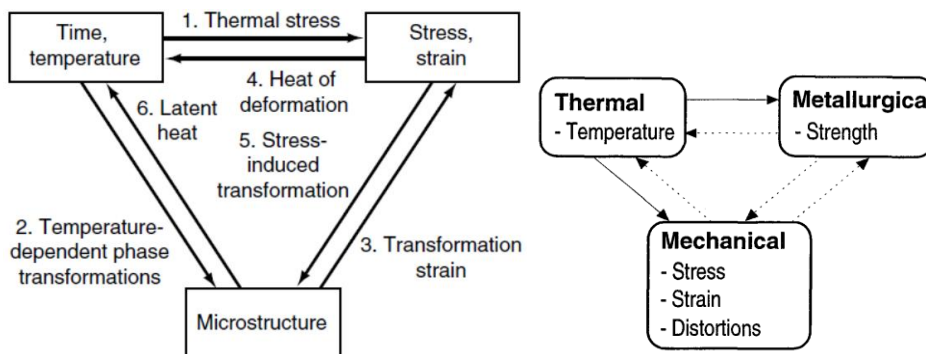 1. Thermal stress
Time,
temperature
Stress,
strain
4. Heat of
deformation
6. Latent
heat
5. Stress-
induced
transformation
2. Temperature-
dependent phase
transformations
3. Transformation
strain
Microstructure
Thermal
- Temperature
Metallurgica
- Strength
Mechanical
- Stress
- Strain
- Distortions